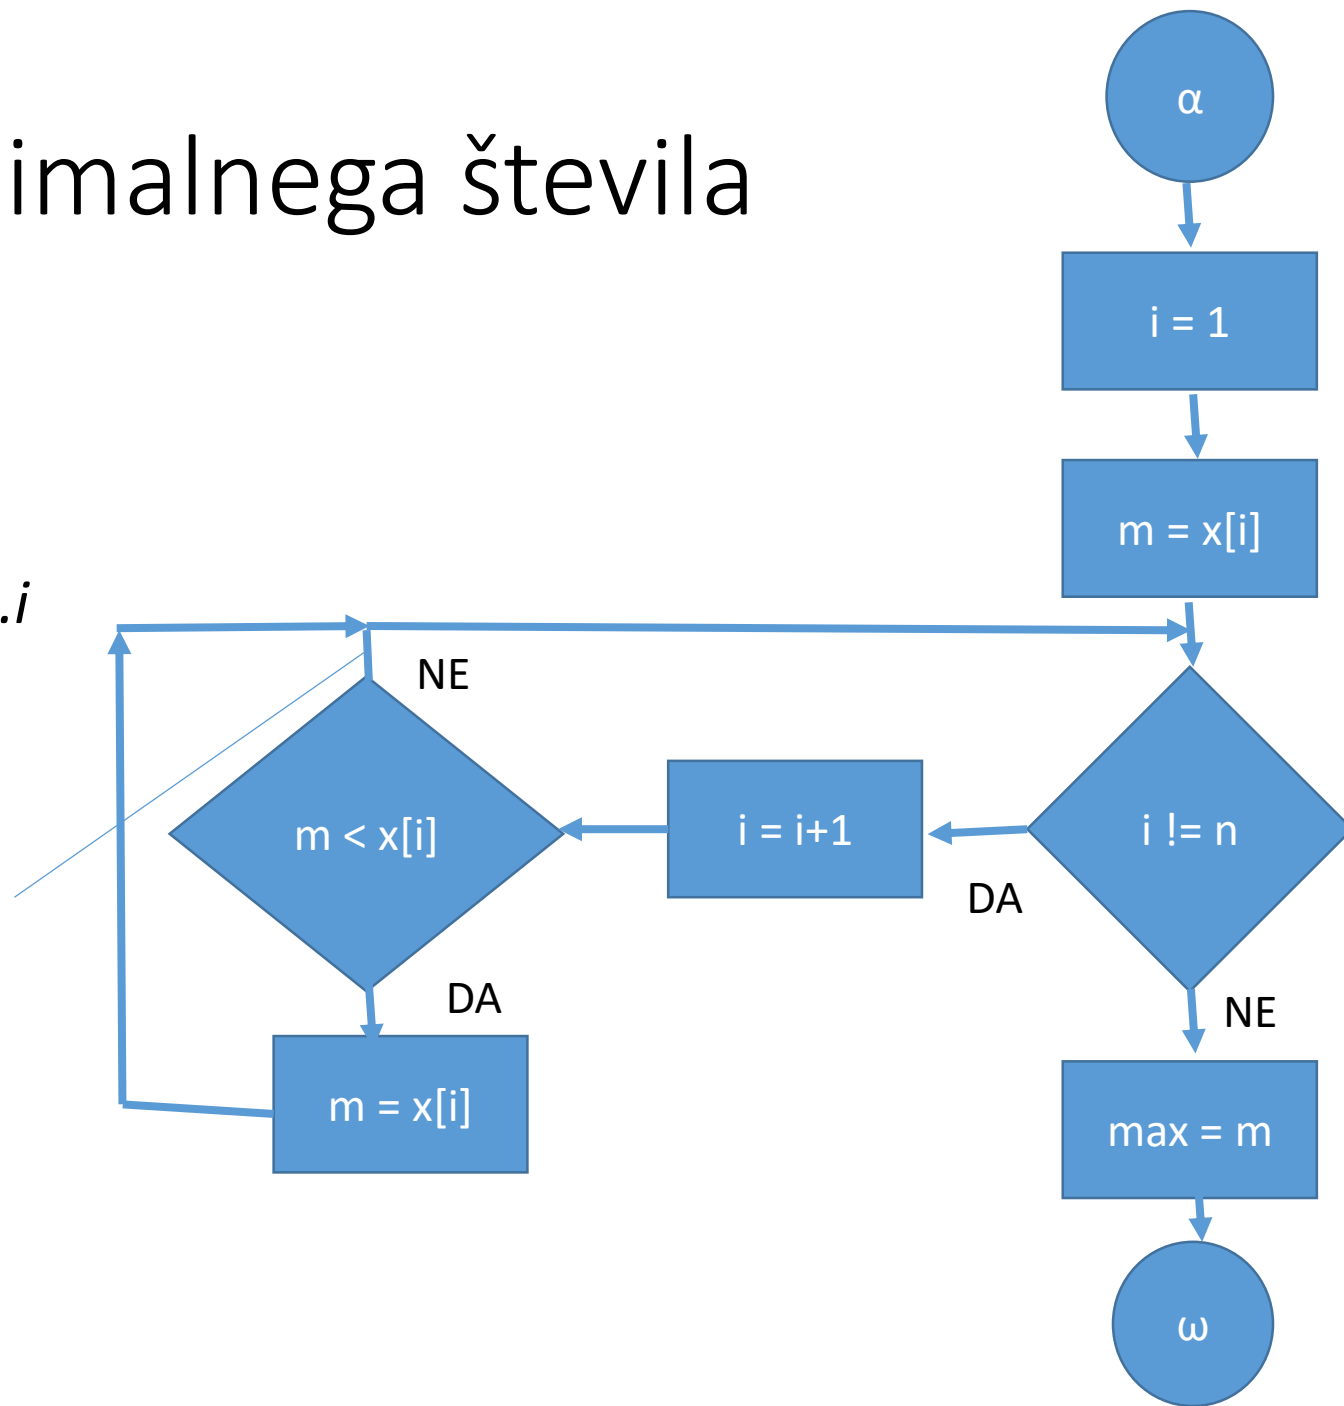 imalnega števila
α
i = 1
m = x[i]
.i
NE
m < x[i]
i = i+1
i != n
DA
DA
NE
m = x[i]
max = m
ω